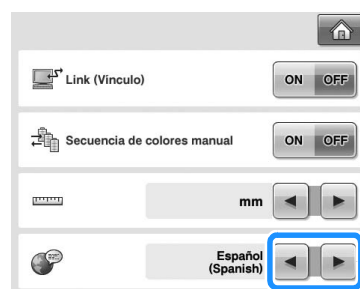 Link (Vínculo)
ON OFF
Secuencia de colores manual
ON OFF
mm
Español
(Spanish)